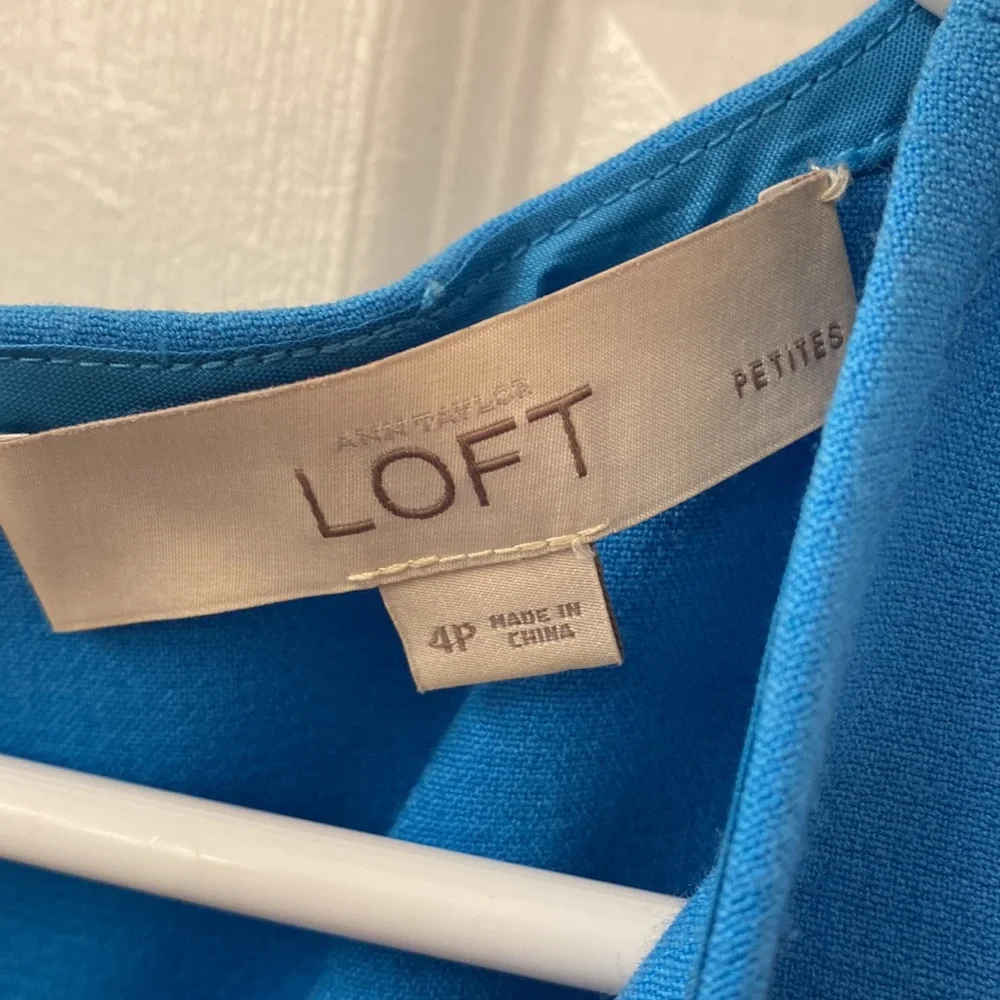 ANN TAYLOR
LOFT
PETITES
4P MADE IN
CHINA